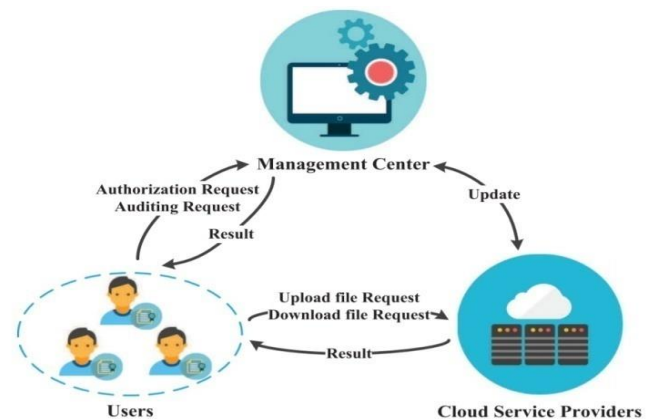 Management Center
Authorization Request
Auditing Request
Result
Update
Upload file Request
Download file Request
Result
Users
Cloud Service Providers